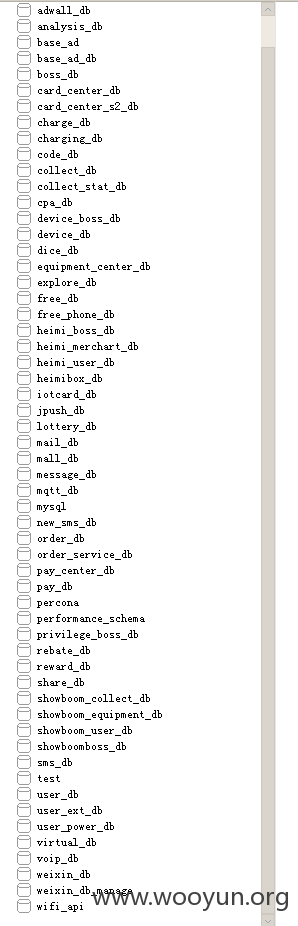 adwall_db
analysis_db
base_ad
base_ad_db
boss_db
card_center_db
card_center_s2_db
charge_db
charging_db
code_db
collect_db
collect_stat_db
cpa_db
device_boss_db
device_db
dice_db
equipment_center_db
explore_db
free_db
free_phone_db
heimi_boss_db
heimi_merchart_db
heimi_user_db
heimibox_db
iotcard_db
jpush_db
lottery_db
mail_db
mall_db
message_db
mqtt_db
mysql
new_sms_db
order_db
order_service_db
pay_center_db
pay_db
percona
performance_schema
privilege_boss_db
rebate_db
reward_db
share_db
showboom_collect_db
showboom_equipment_db
showboom_user_db
showboomboss_db
sms_db
test
user_db
user_ext_db
user_power_db
virtual_db
voip_db
weixin_db
weixin_db_manage
www.wooyun.org
wifi_api